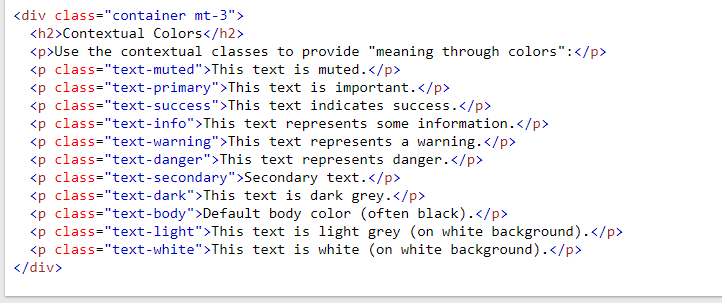 <div class="container mt-3">
  <h2>Contextual Colors</h2>
  <p>Use the contextual classes to provide "meaning through colors":</p>
  <p class="text-muted">This text is muted.</p>
  <p class="text-primary">This text is important.</p>
  <p class="text-success">This text indicates success.</p>
  <p class="text-info">This text represents some information.</p>
  <p class="text-warning">This text represents a warning.</p>
  <p class="text-danger">This text represents danger.</p>
  <p class="text-secondary">Secondary text.</p>
  <p class="text-dark">This text is dark grey.</p>
  <p class="text-body">Default body color (often black).</p>
  <p class="text-light">This text is light grey (on white background).</p>
  <p class="text-white">This text is white (on white background).</p>
</div>